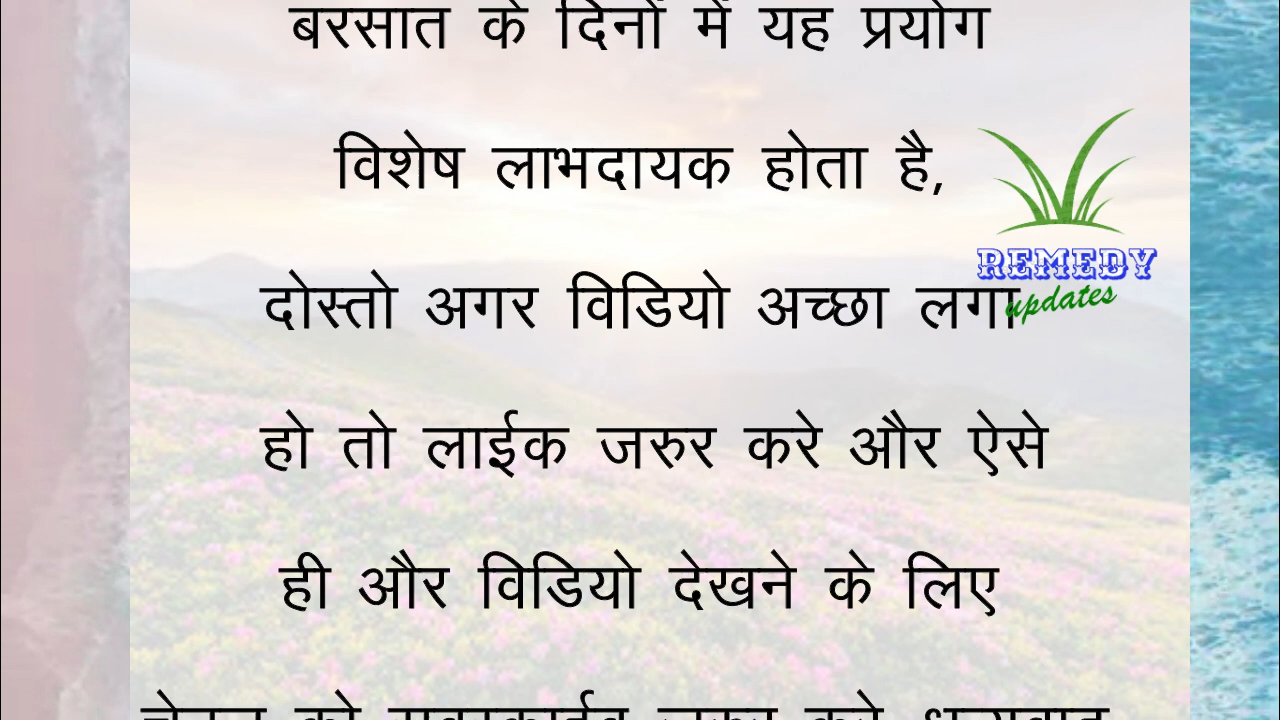 बरसात के दिनों में यह प्रयोग
विशेष लाभदायक होता है,
REMEDY
updates
दोस्तो अगर विडियो अच्छा लगा
हो तो लाईक जरुर करे और ऐसे
ही और विडियो देखने के लिए